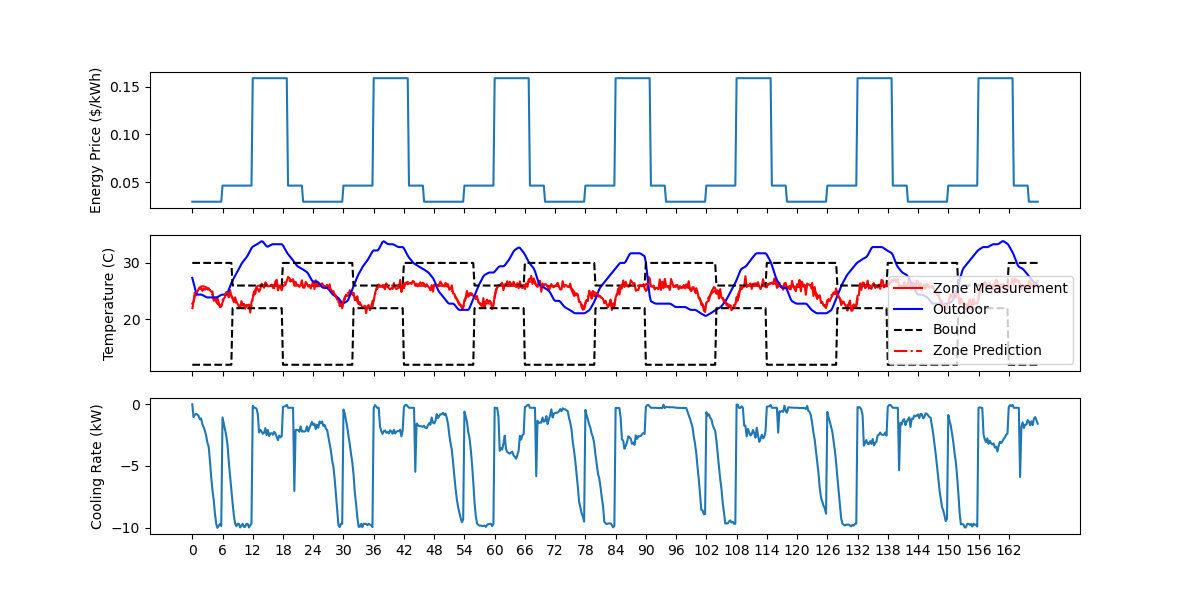 Energy Price ($/kWh)
0.15
0.10
0.05
Temperature (C)
30
20
Zone Measurement
Outdoor
Bound
Zone Prediction
Cooling Rate (kW)
0
−5
−10
0 6 12 18 24 30 36 42 48 54 60 66 72 78 84 90 96 102 108 114 120 126 132 138 144 150 156 162